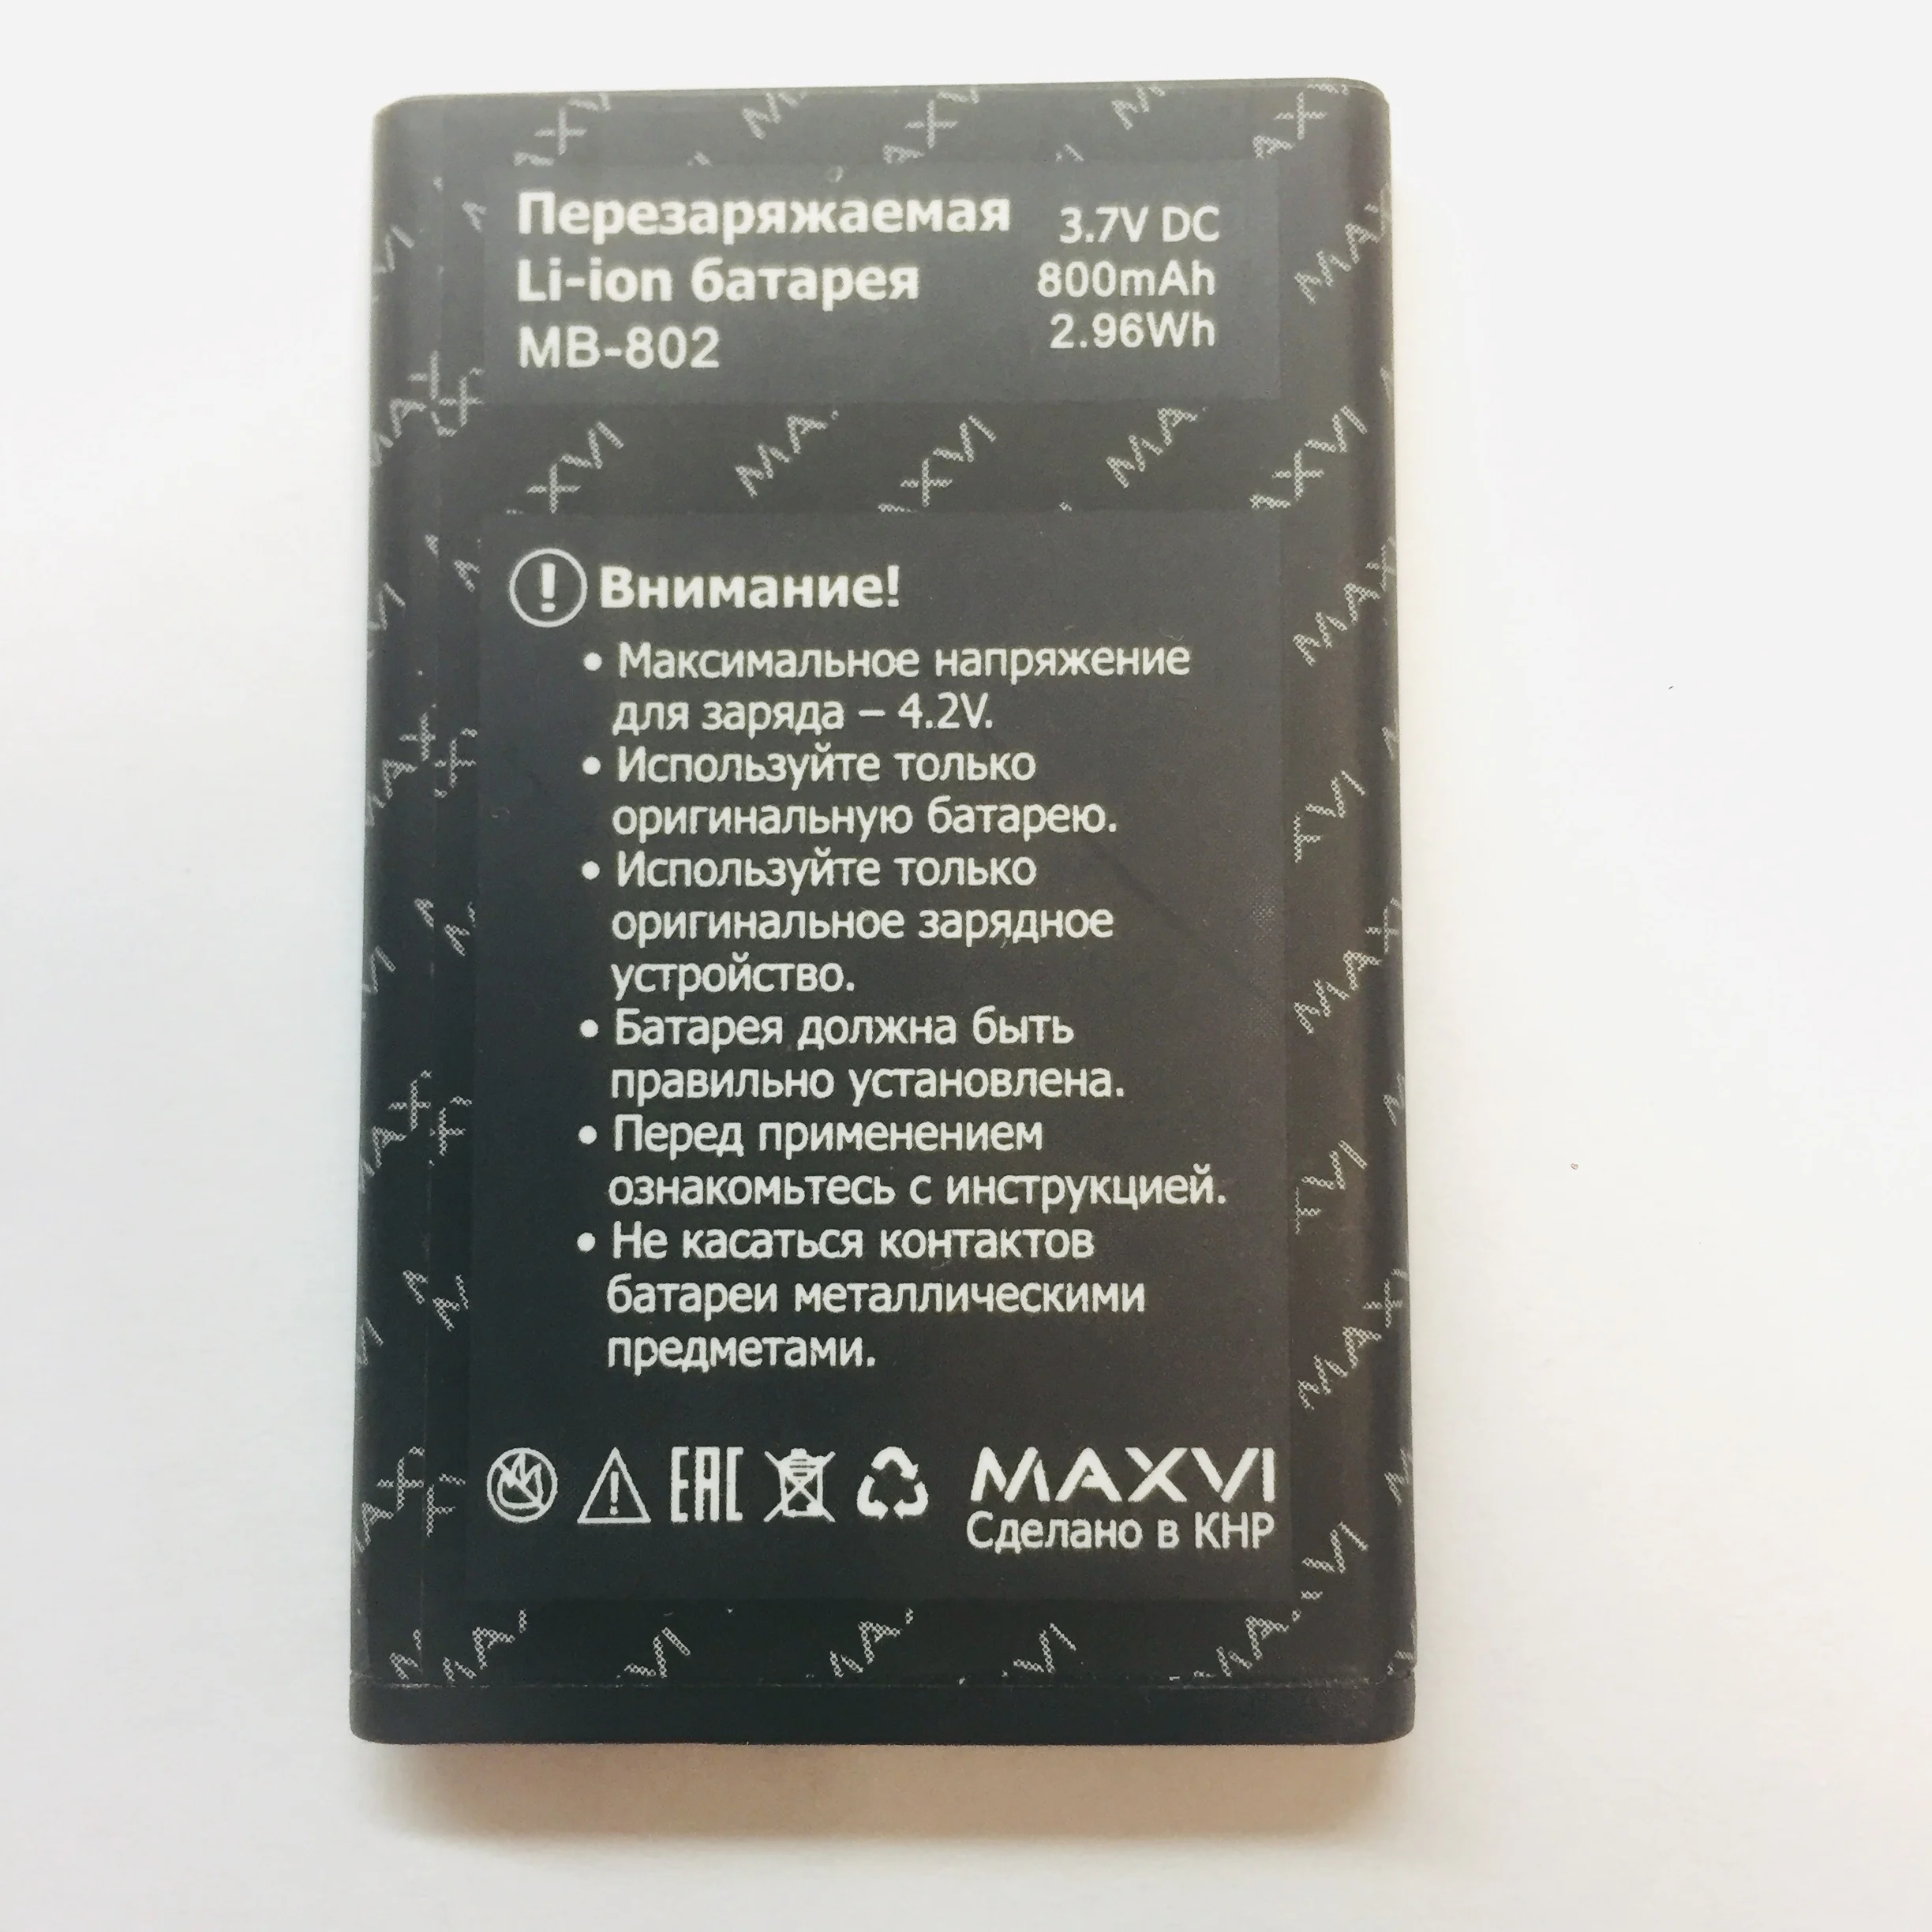 Перезаряжаемая
Li-ion батарея
MB-802
3.7V DC
800mAh
2.96Wh
! Внимание!
• Максимальное напряжение
для заряда – 4.2V.
• Используйте только
оригинальную батарею.
• Используйте только
оригинальное зарядное
устройство.
• Батарея должна быть
правильно установлена.
• Перед применением
ознакомьтесь с инструкцией.
• Не касаться контактов
батареи металлическими
предметами.
EAC
MAXVI
Сделано в КНР